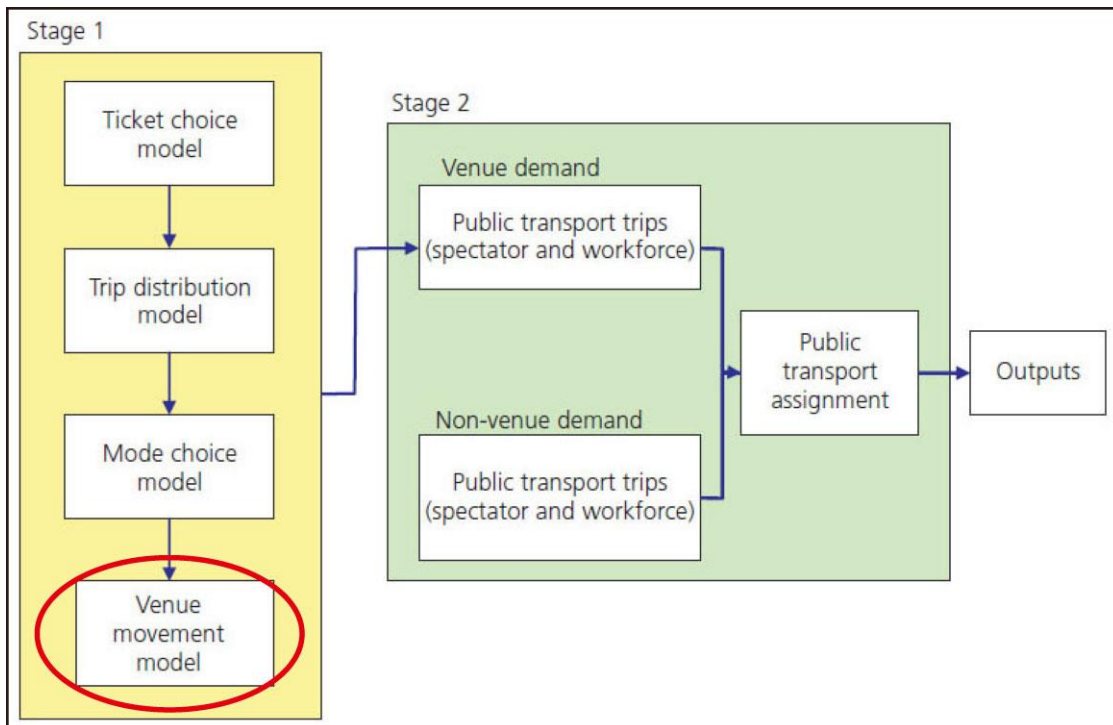 Stage 1
Ticket choice
model
Trip distribution
model
Mode choice
model
Venue
movement
model
Stage 2
Venue demand
Public transport trips
(spectator and workforce)
Non-venue demand
Public transport trips
(spectator and workforce)
Public
transport
assignment
Outputs